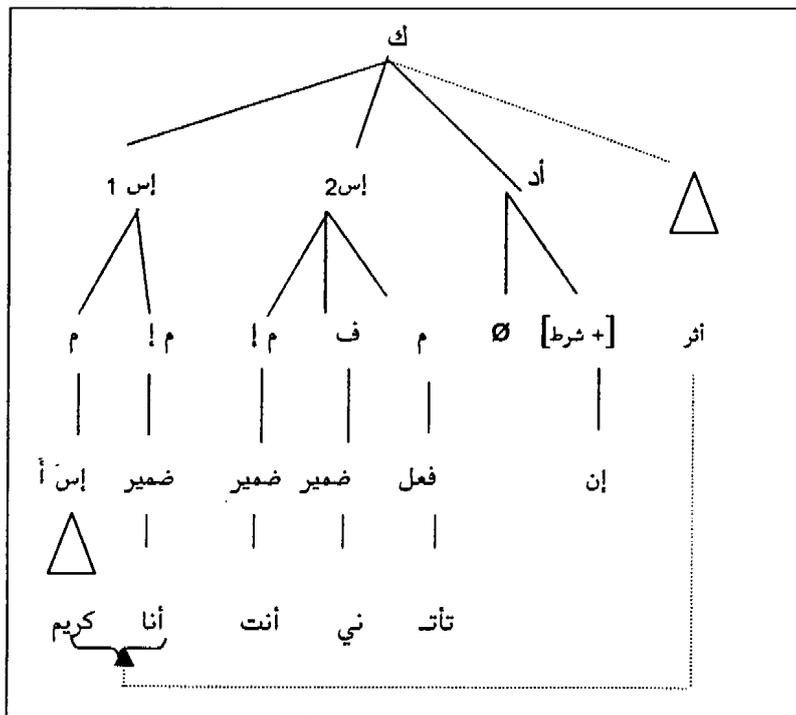 ك
أد إس2 إس 1
أثر [+ شرط] Ø م ف م إ م إ م
إن فعل ضمير ضمير ضمير إسَ أَ
تأتـ ني أنت أنا كريم